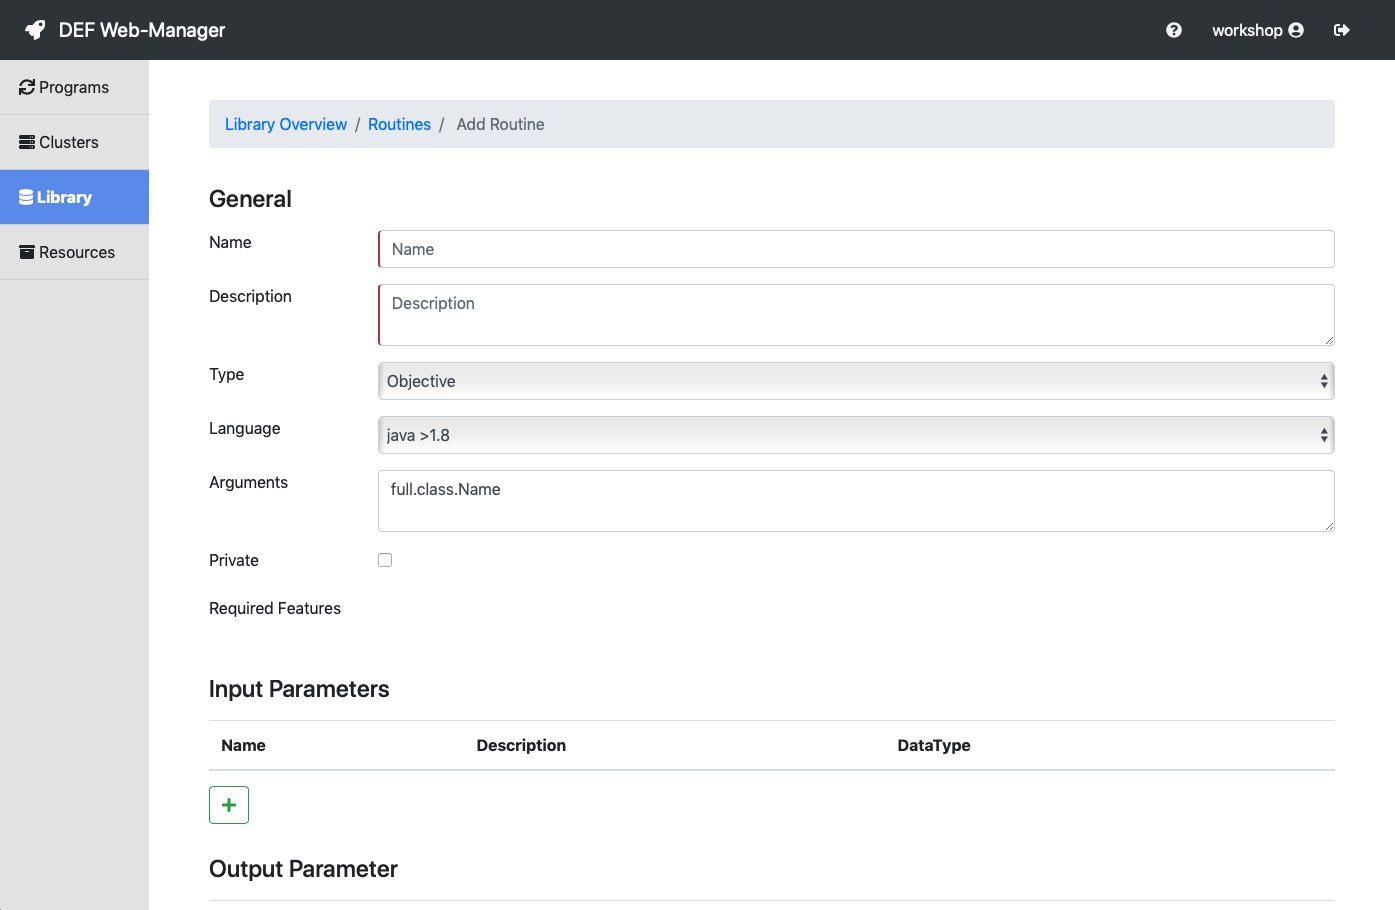 DEF Web-Manager
workshop
Programs
Clusters
Library
Resources
Library Overview / Routines / Add Routine
General
Name
Name
Description
Description
Type
Objective
Language
java >1.8
Arguments
full.class.Name
Private
Required Features
Input Parameters
Name Description DataType
Output Parameter